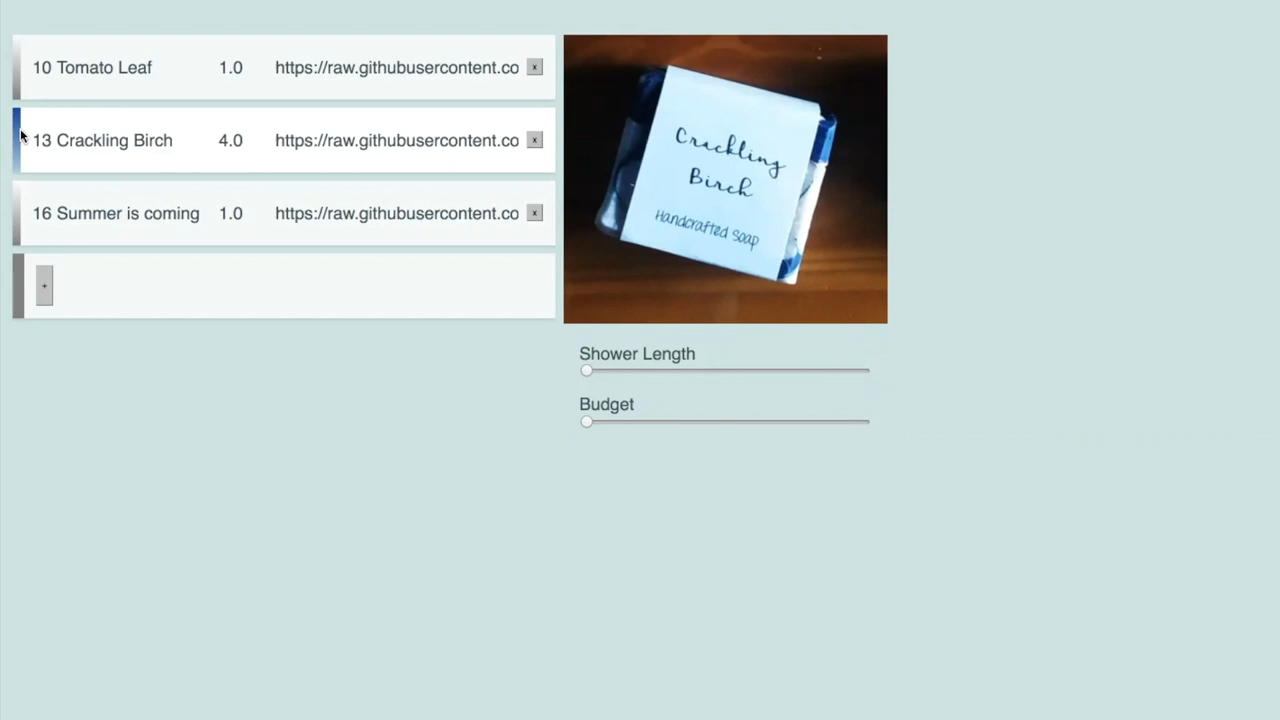 10 Tomato Leaf 1.0 https://raw.githubusercontent.co x
13 Crackling Birch 4.0 https://raw.githubusercontent.co x
16 Summer is coming 1.0 https://raw.githubusercontent.co x
+
Crackling
Birch
Handcrafted Soap
Shower Length
Budget